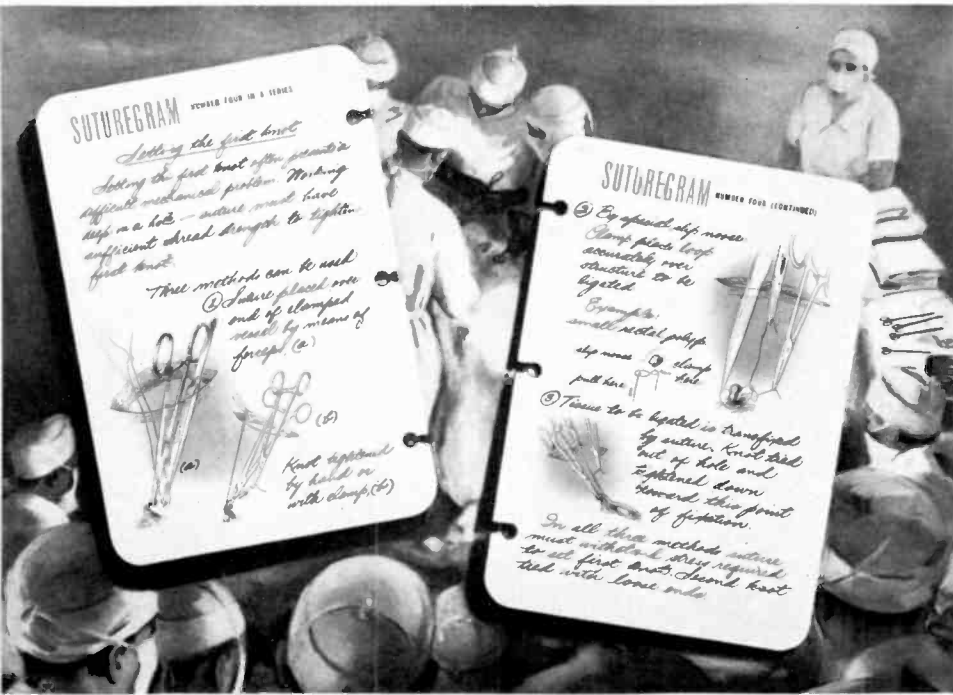 SUTUREGRAM NUMBER FOUR IN A SERIES
Setting the first knot
Setting the first knot often presents a
difficult mechanical problem. Working
deep in a hole – suture must have
sufficient thread strength to tighten
first knot.
Three methods can be used
① Suture placed over
end of clamped
vessel by means of
forceps. (a)
(a)
(b)
Knot tightened
by hand or
with clamp. (b)
SUTUREGRAM NUMBER FOUR (CONTINUED)
② By special slip noose
Clamp places loop
accurately over
structure to be
ligated
Example:
small rectal polyps
slip noose
clamp
here
pull here
③ Tissue to be ligated is transfixed
by suture. Knot tied
out of hole and
tightened down
toward this point
of fixation.
In all three methods suture
must withstand stress required
to set first knot. Second knot
tied with loose ends.